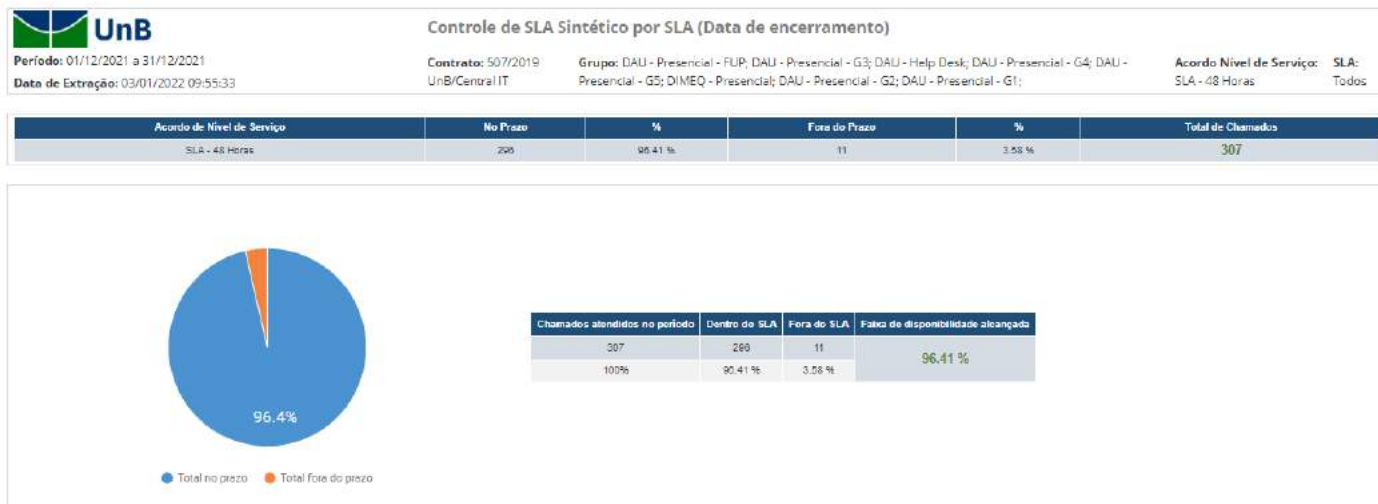 UnB
Controle de SLA Sintético por SLA (Data de encerramento)
Período: 01/12/2021 a 31/12/2021
Data de Extração: 03/01/2022 09:55:33
Contrato: 507/2019
UnB/Central IT
Grupo: DAU - Presencial - FUP; DAU - Presencial - G3; DAU - Help Desk; DAU - Presencial - G4; DAU -
Presencial - G5; DIMEQ - Presencial; DAU - Presencial - G2; DAU - Presencial - G1;
Acordo Nível de Serviço:
SLA - 48 Horas
SLA:
Todos
Acordo de Nível de Serviço No Prazo % Fora do Prazo % Total de Chamados
SLA - 48 Horas 296 96.41 % 11 3.58 % 307
96.4%
Total no prazo Total fora do prazo
Chamados atendidos no período Dentro do SLA Fora do SLA Faixa de disponibilidade alcançada
307 296 11 96.41 %
100% 96.41 % 3.58 %